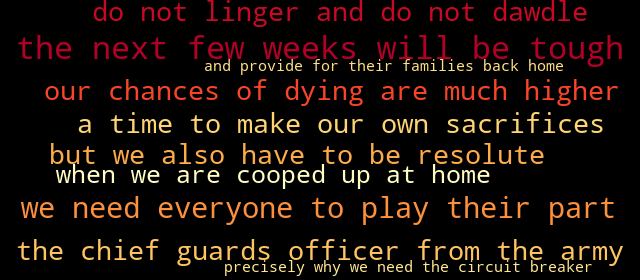 do not linger and do not dawdle
the next few weeks will be tough
and provide for their families back home
our chances of dying are much higher
a time to make our own sacrifices
but we also have to be resolute
when we are cooped up at home
we need everyone to play their part
the chief guards officer from the army
precisely why we need the circuit breaker